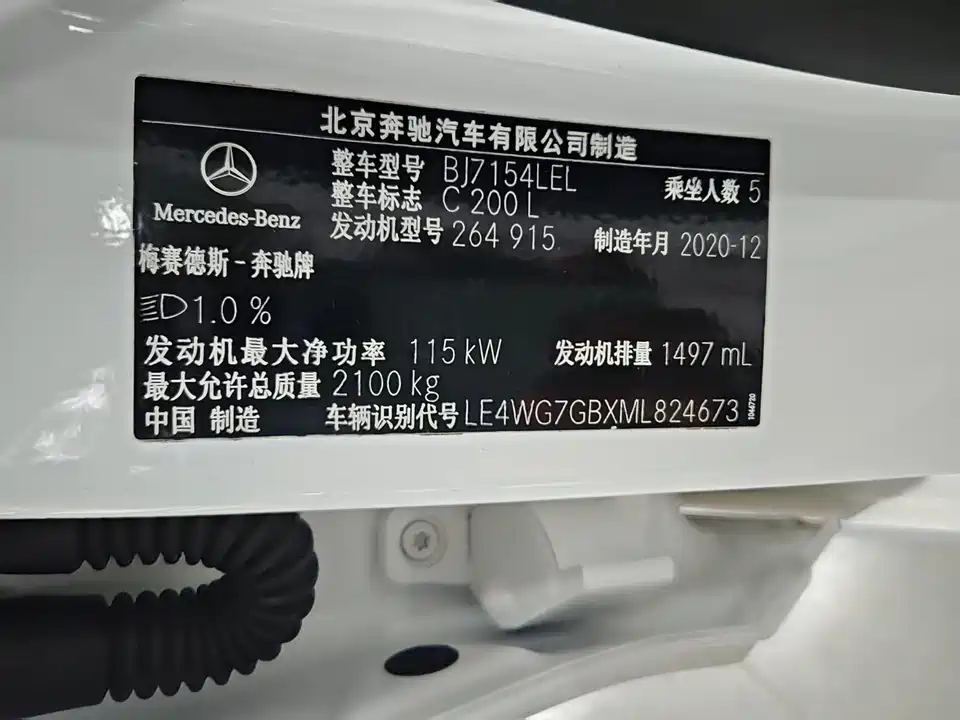 北京奔驰汽车有限公司制造
Mercedes-Benz
整车型号 BJ7154LEL 乘坐人数 5
整车标志 C 200 L
发动机型号 264 915 制造年月 2020-12
梅赛德斯-奔驰牌
1.0 %
发动机最大净功率 115 kW 发动机排量 1497 mL
最大允许总质量 2100 kg
中国 制造 车辆识别代号 LE4WG7GBXML824673